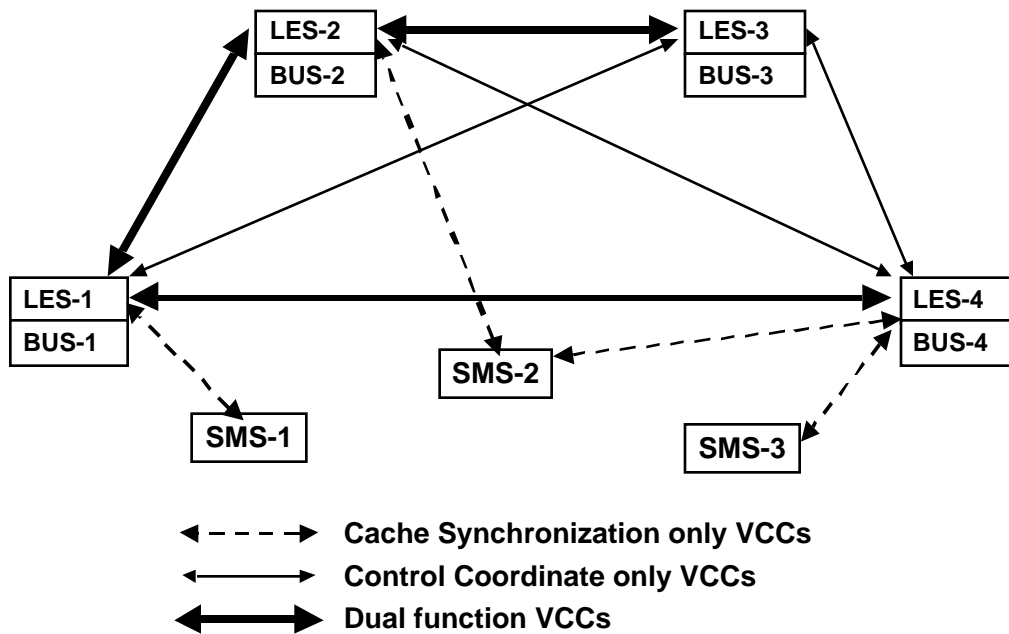 LES-2
BUS-2
LES-3
BUS-3
LES-1
BUS-1
LES-4
BUS-4
SMS-2
SMS-1
SMS-3
Cache Synchronization only VCCs
Control Coordinate only VCCs
Dual function VCCs